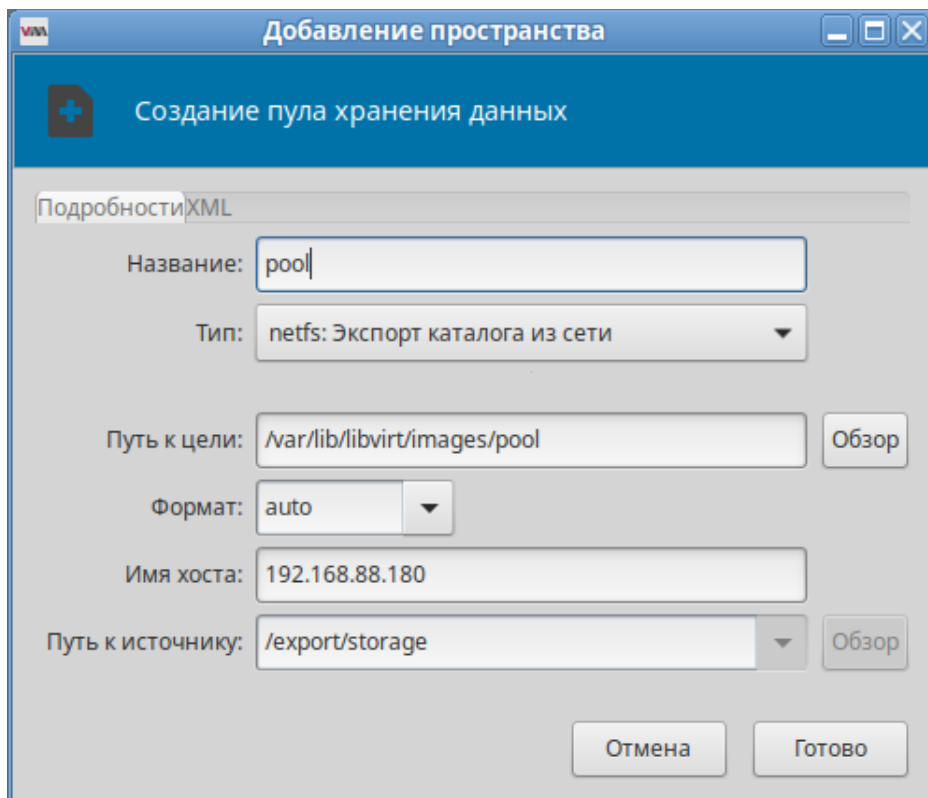 Добавление пространства
Создание пула хранения данных
Подробности XML
Название: pool
Тип: netfs: Экспорт каталога из сети
Путь к цели: /var/lib/libvirt/images/pool Обзор
Формат: auto
Имя хоста: 192.168.88.180
Путь к источнику: /export/storage Обзор
Отмена Готово